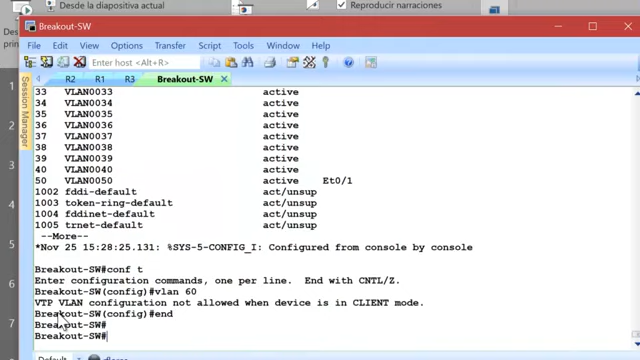 Desde la diapositiva actual
Reproducir narraciones
Breakout-SW
File Edit View Options Transfer Script Tools Window Help
Enter host <Alt+R>
R2 R1 R3 Breakout-SW
Session Manager
33 VLAN0033 active
34 VLAN0034 active
35 VLAN0035 active
36 VLAN0036 active
37 VLAN0037 active
38 VLAN0038 active
39 VLAN0039 active
40 VLAN0040 active
50 VLAN0050 active Et0/1
1002 fddi-default act/unsup
1003 token-ring-default act/unsup
1004 fddinet-default act/unsup
1005 trnet-default act/unsup
--More--
*Nov 25 15:28:25.131: %SYS-5-CONFIG_I: Configured from console by console
Breakout-SW#conf t
Enter configuration commands, one per line. End with CNTL/Z.
Breakout-SW(config)#vlan 60
VTP VLAN configuration not allowed when device is in CLIENT mode.
Breakout-SW(config)#end
Breakout-SW#
Breakout-SW#
Default
1
2
3
4
5
6
7